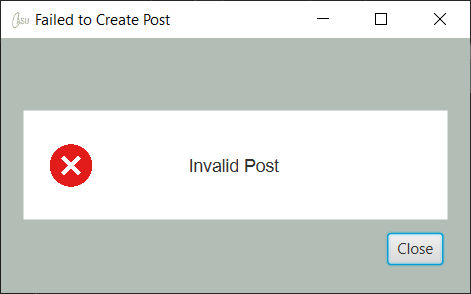 Failed to Create Post
Invalid Post
Close